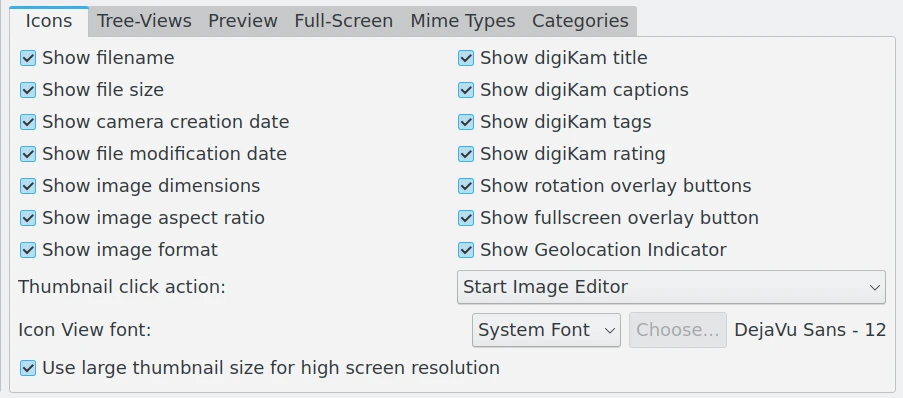 Icons Tree-Views Preview Full-Screen Mime Types Categories
Show filename Show digiKam title
Show file size Show digiKam captions
Show camera creation date Show digiKam tags
Show file modification date Show digiKam rating
Show image dimensions Show rotation overlay buttons
Show image aspect ratio Show fullscreen overlay button
Show image format Show Geolocation Indicator
Thumbnail click action: Start Image Editor
Icon View font: System Font Choose... DejaVu Sans - 12
Use large thumbnail size for high screen resolution